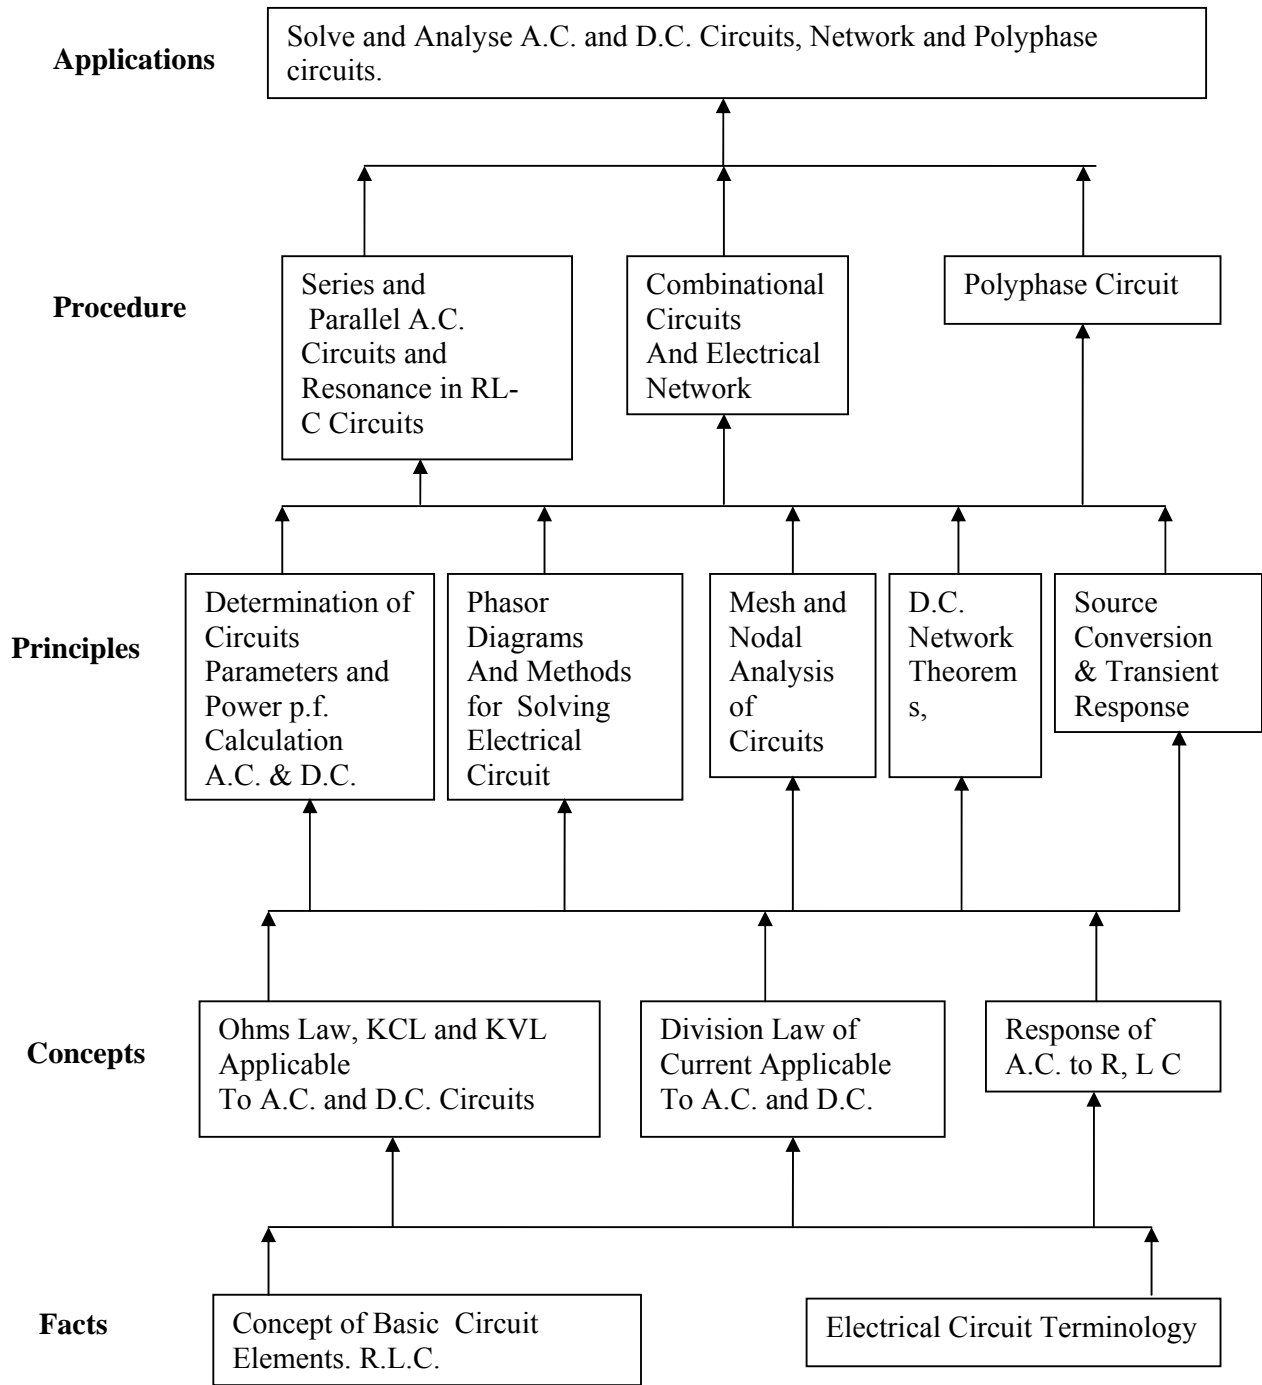 Applications
Solve and Analyse A.C. and D.C. Circuits, Network and Polyphase
circuits.
Procedure
Series and
Parallel A.C.
Circuits and
Resonance in RL-
C Circuits
Combinational
Circuits
And Electrical
Network
Polyphase Circuit
Principles
Determination of
Circuits
Parameters and
Power p.f.
Calculation
A.C. & D.C.
Phasor
Diagrams
And Methods
for Solving
Electrical
Circuit
Mesh and
Nodal
Analysis
of
Circuits
D.C.
Network
Theorem
s,
Source
Conversion
& Transient
Response
Concepts
Ohms Law, KCL and KVL
Applicable
To A.C. and D.C. Circuits
Division Law of
Current Applicable
To A.C. and D.C.
Response of
A.C. to R, L C
Facts
Concept of Basic Circuit
Elements. R.L.C.
Electrical Circuit Terminology